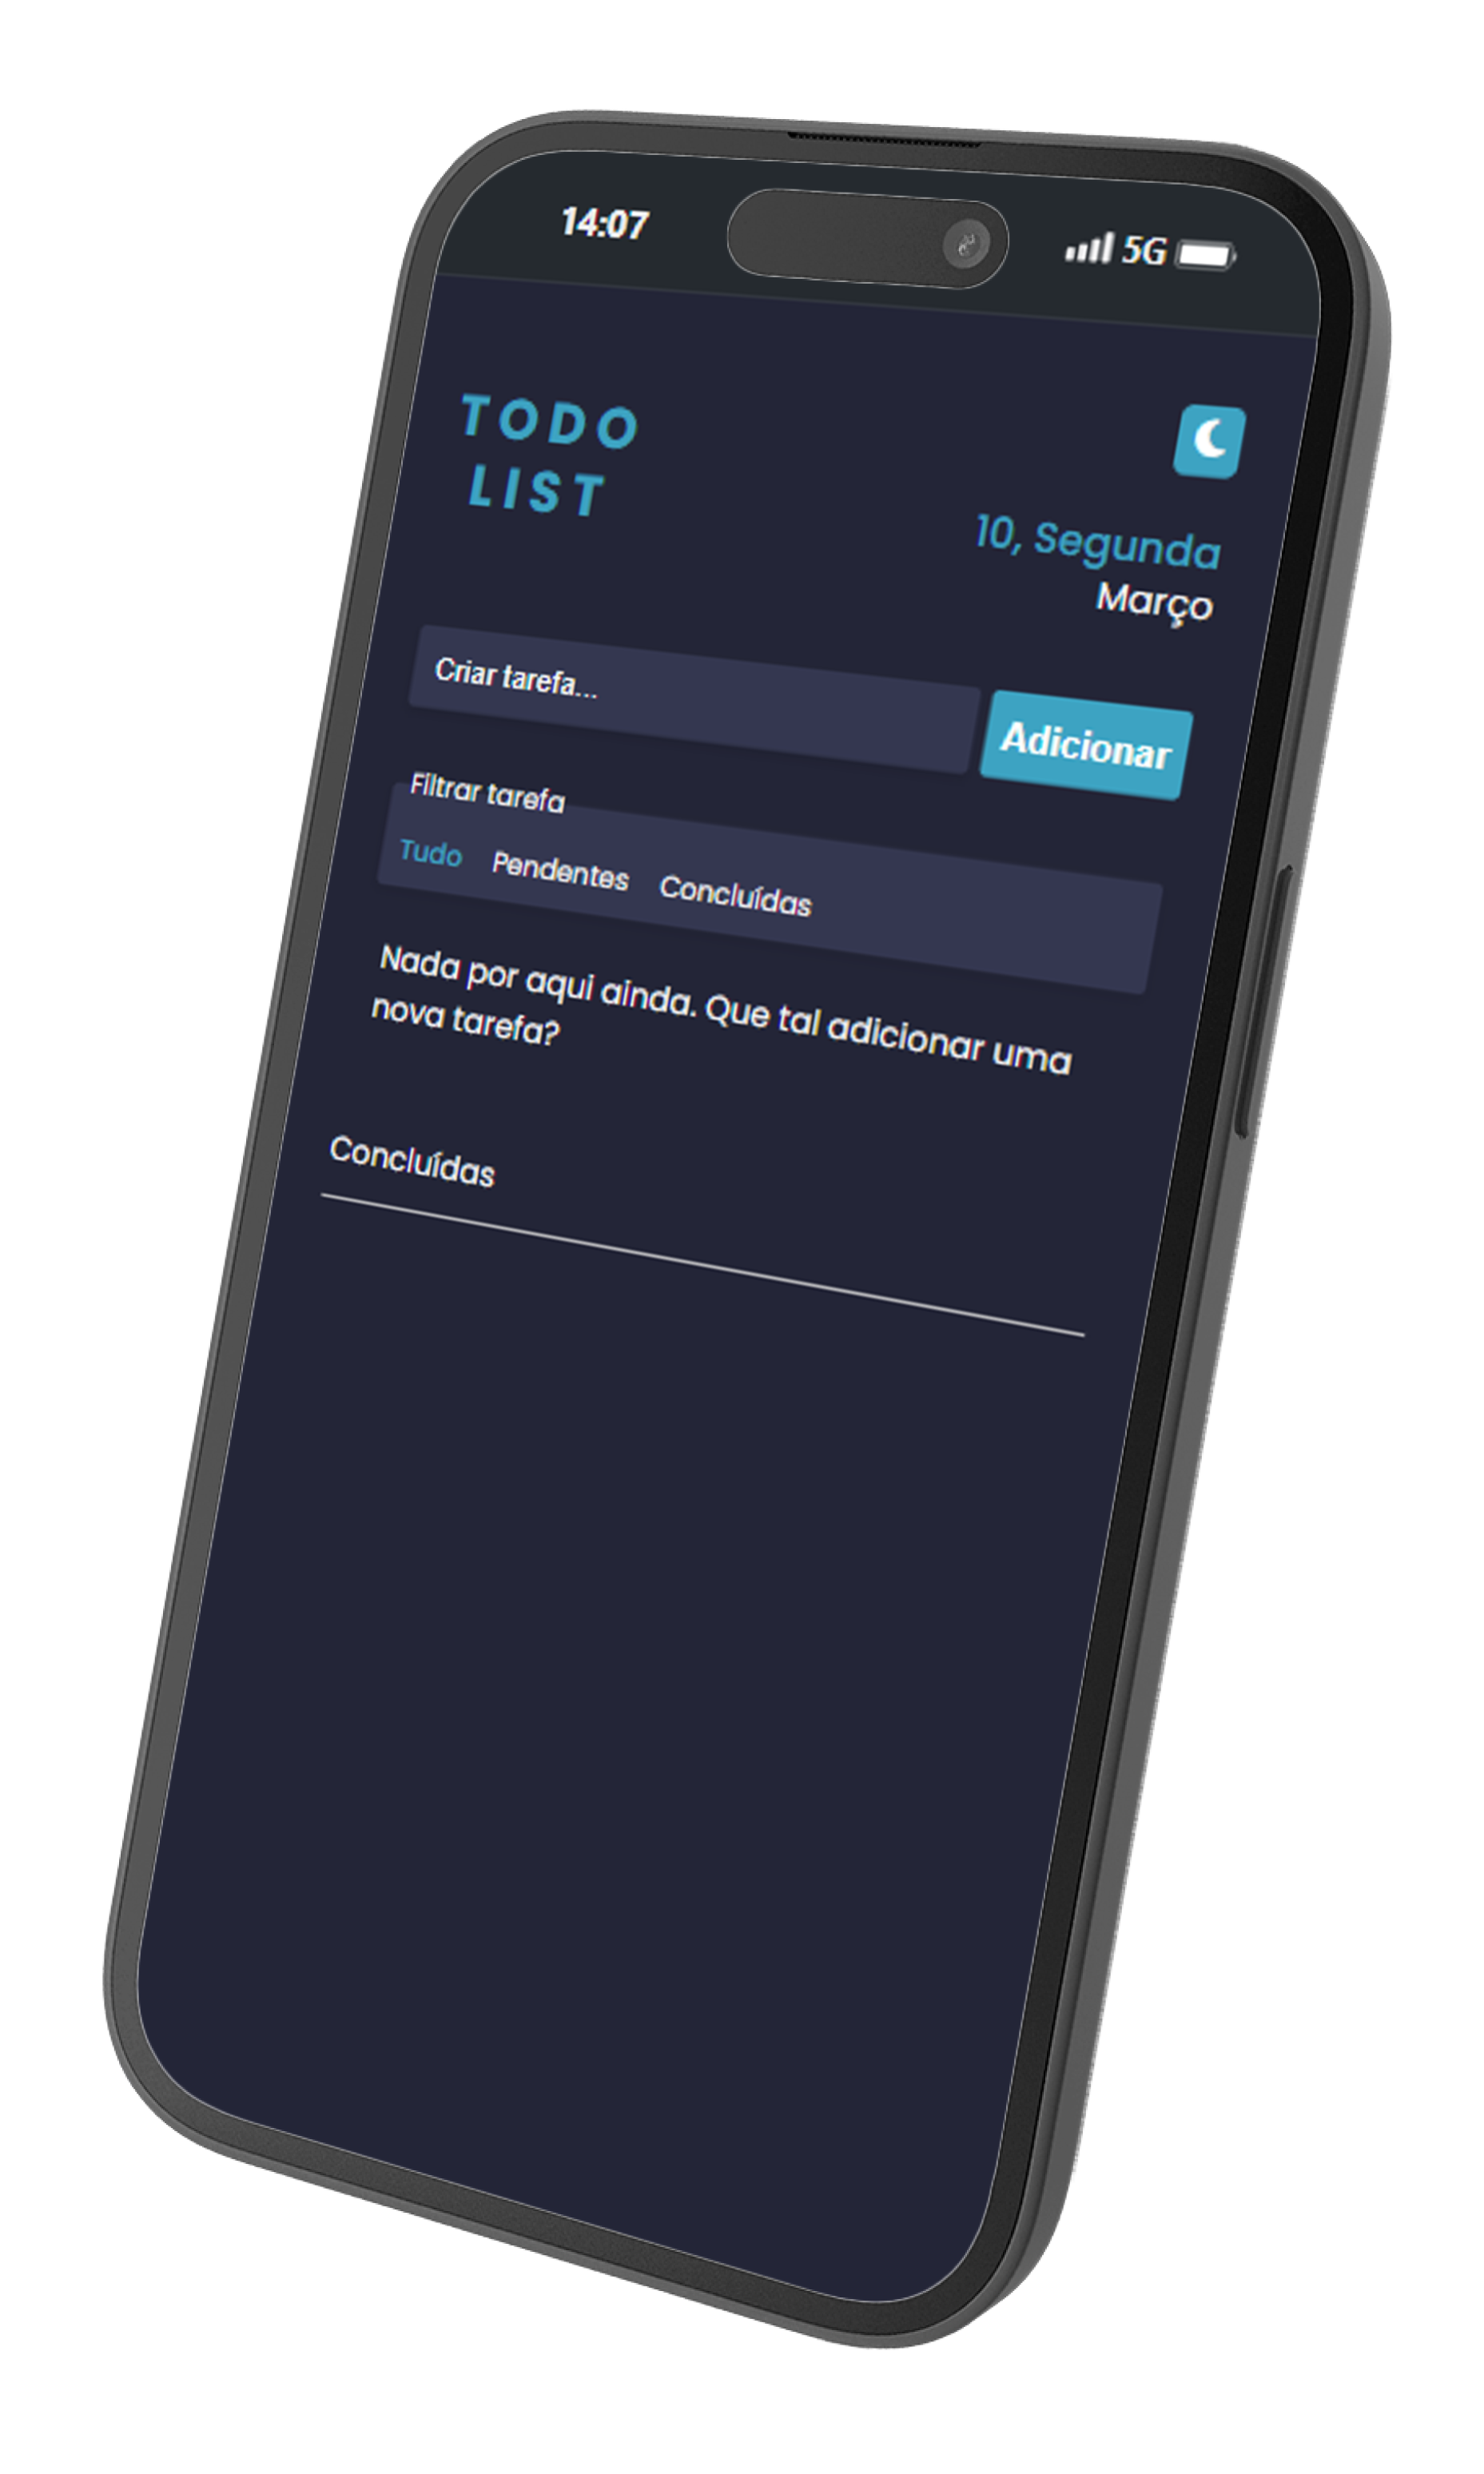 14:07
5G
TODO
LIST
10, Segunda
Março
Criar tarefa...
Adicionar
Filtrar tarefa
Tudo Pendentes Concluídas
Nada por aqui ainda. Que tal adicionar uma
nova tarefa?
Concluídas